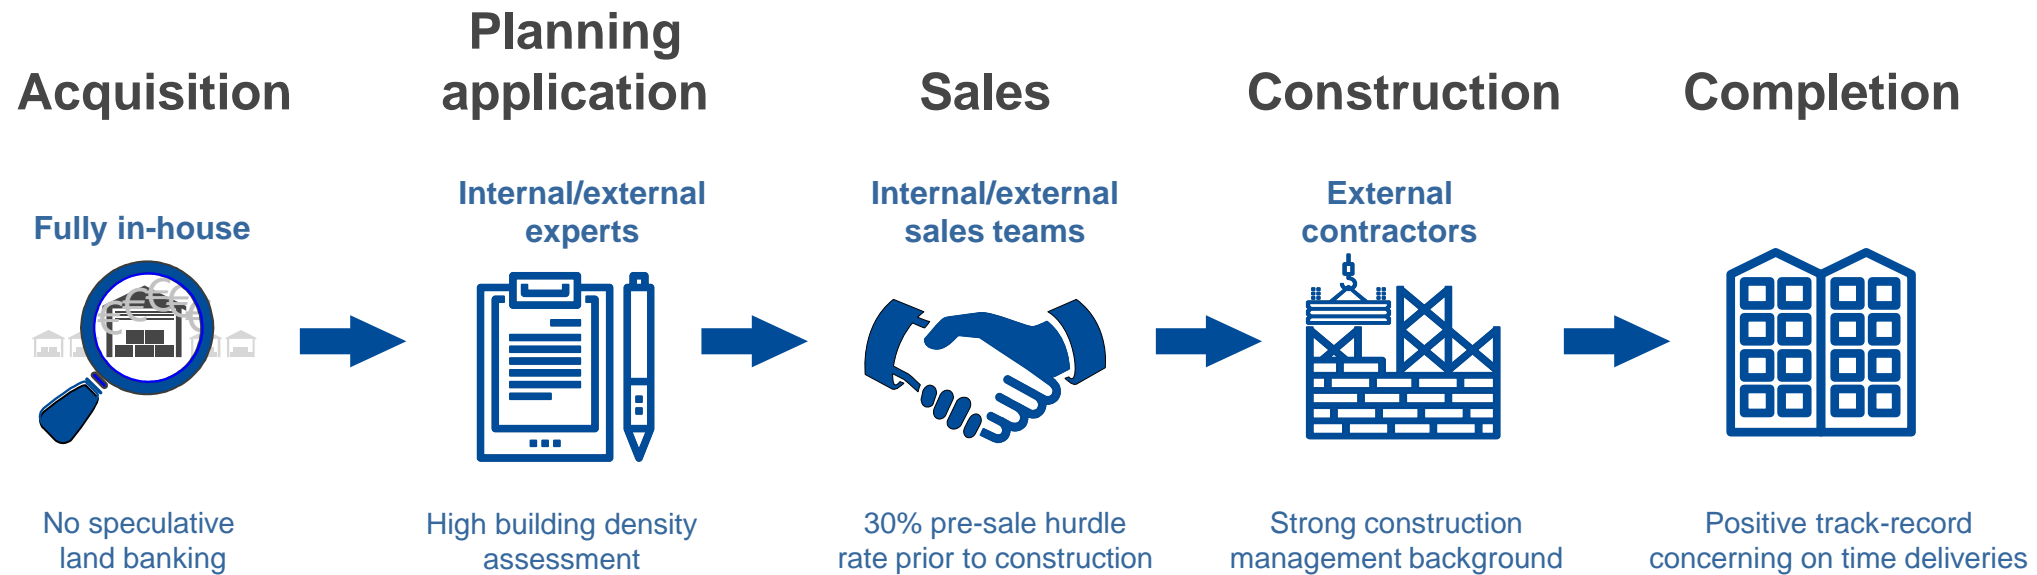 Acquisition
Fully in-house
No speculative
land banking
Planning
application
Internal/external
experts
High building density
assessment
Sales
Internal/external
sales teams
30% pre-sale hurdle
rate prior to construction
Construction
External
contractors
Strong construction
management background
Completion
Positive track-record
concerning on time deliveries